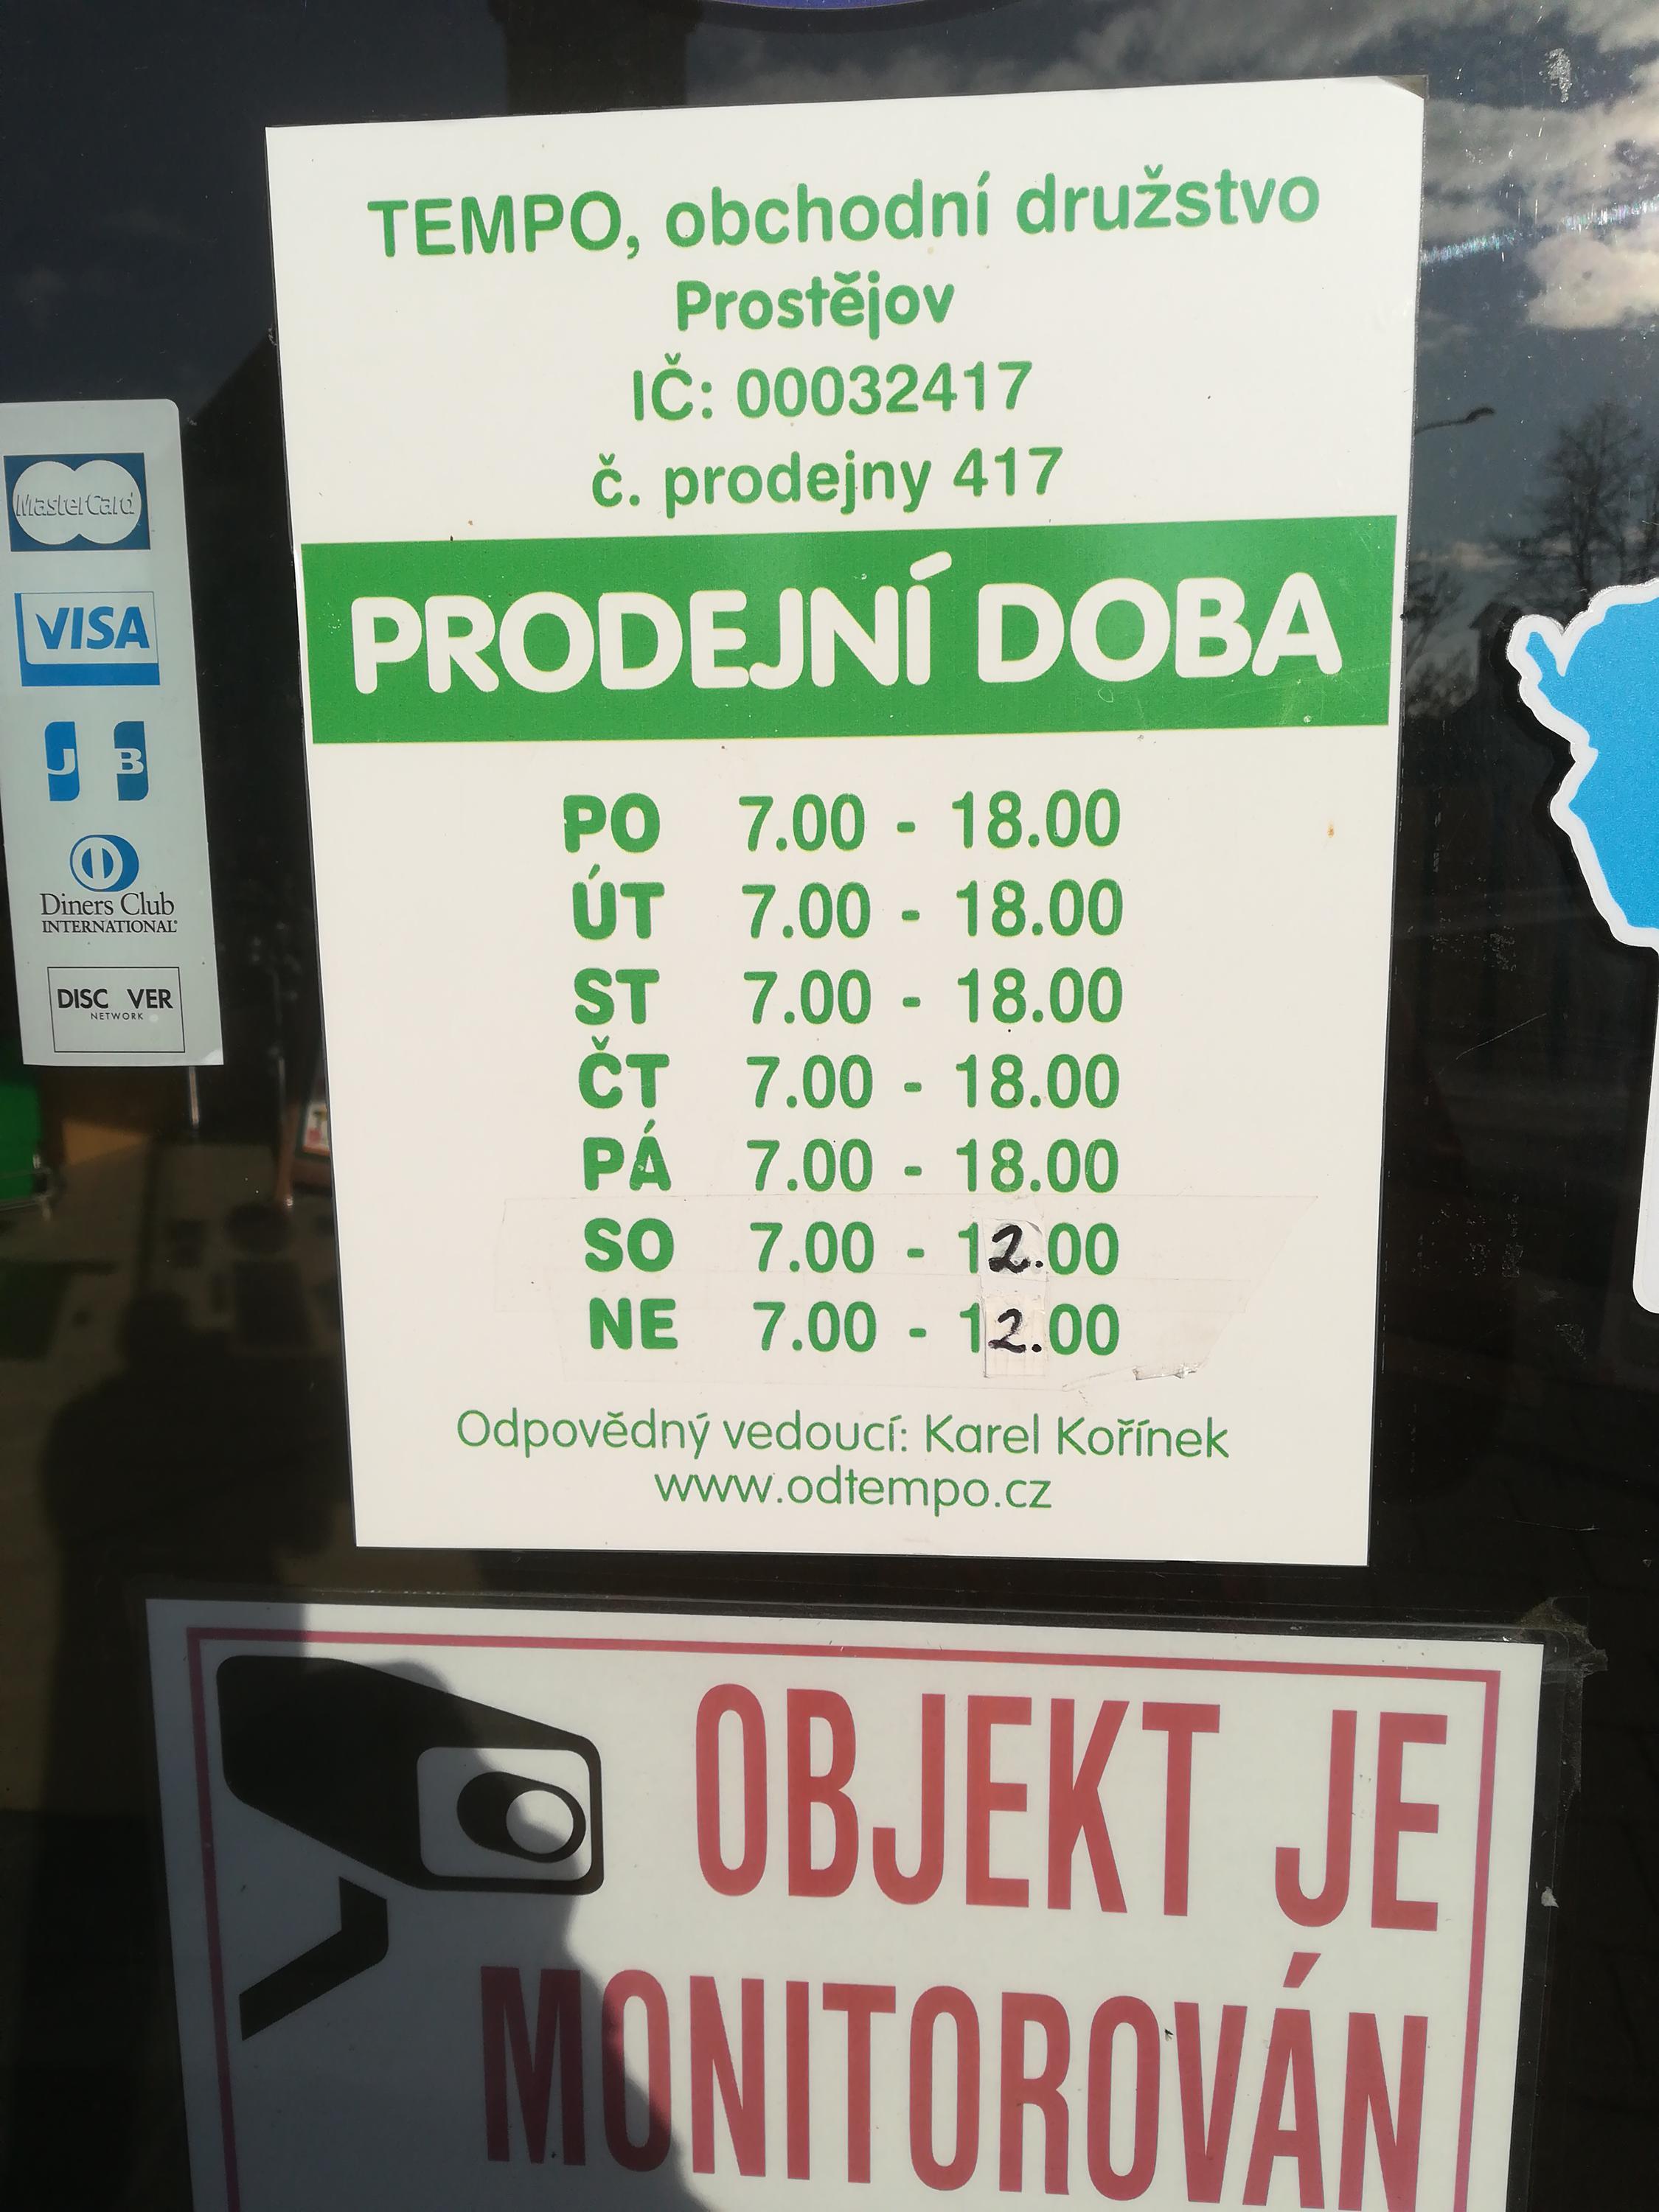 TEMPO, obchodní družstvo
Prostějov
IČ: 00032417
č. prodejny 417
PRODEJNÍ DOBA
PO 7.00 - 18.00
ÚT 7.00 - 18.00
ST 7.00 - 18.00
ČT 7.00 - 18.00
PÁ 7.00 - 18.00
SO 7.00 - 12.00
NE 7.00 - 12.00
Odpovědný vedoucí: Karel Kořínek
www.odtempo.cz
MasterCard
VISA
J B
Diners Club
INTERNATIONAL®
DISC VER
NETWORK
OBJEKT JE
MONITOROVÁN